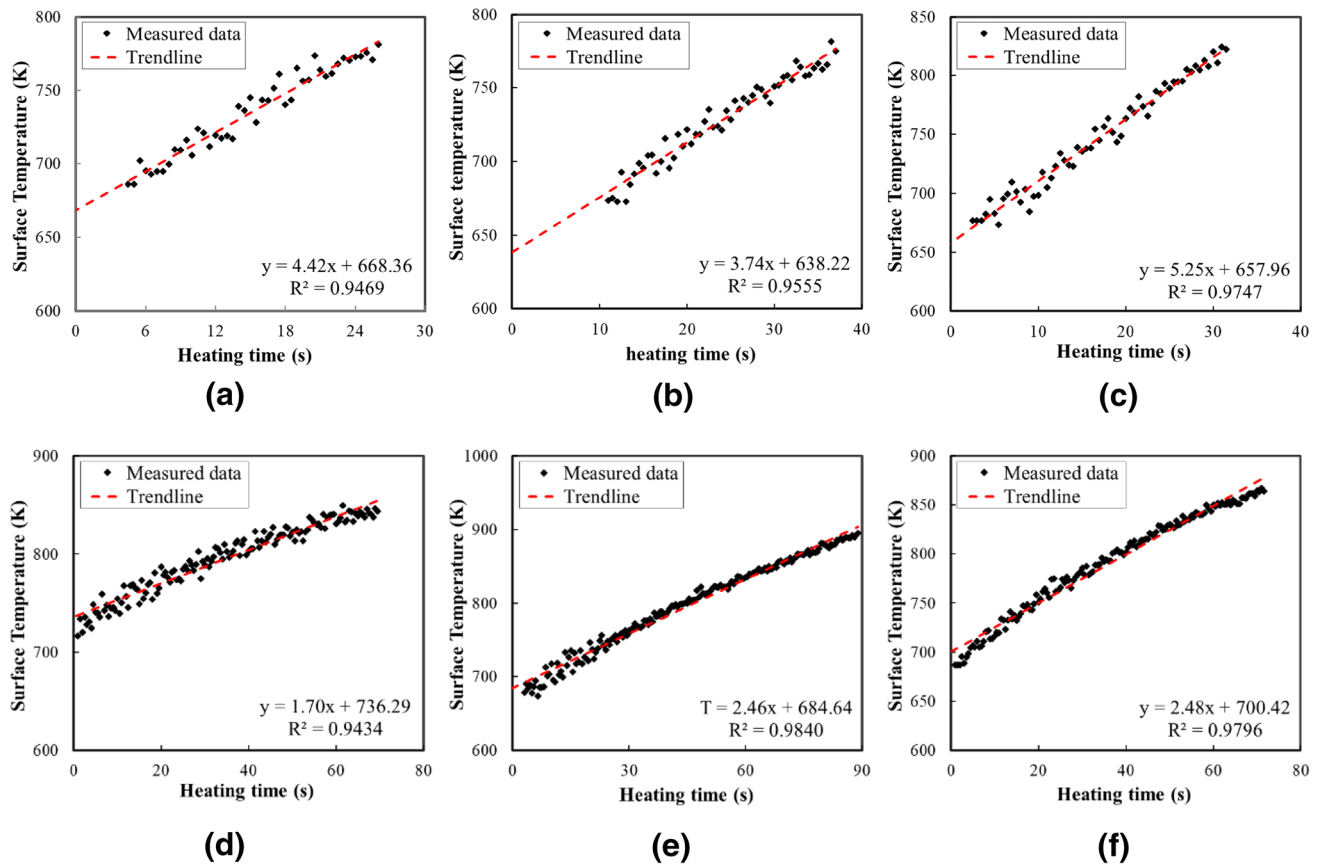 800
750
700
650
600
Surface Temperature (K)
Measured data
Trendline
y = 4.42x + 668.36
R² = 0.9469
0 6 12 18 24 30
Heating time (s)
(a)
800
750
700
650
600
Surface temperature (K)
Measured data
Trendline
y = 3.74x + 638.22
R² = 0.9555
0 10 20 30 40
heating time (s)
(b)
850
800
750
700
650
600
Surface Temperature (K)
Measured data
Trendline
y = 5.25x + 657.96
R² = 0.9747
0 10 20 30 40
Heating time (s)
(c)
900
800
700
600
Surface Temperature (K)
Measured data
Trendline
y = 1.70x + 736.29
R² = 0.9434
0 20 40 60 80
Heating time (s)
(d)
1000
900
800
700
600
Surface Temperature (K)
Measured data
Trendline
T = 2.46x + 684.64
R² = 0.9840
0 30 60 90
Heating time (s)
(e)
900
850
800
750
700
650
600
Surface Temperature (K)
Measured data
Trendline
y = 2.48x + 700.42
R² = 0.9796
0 20 40 60 80
Heating time (s)
(f)